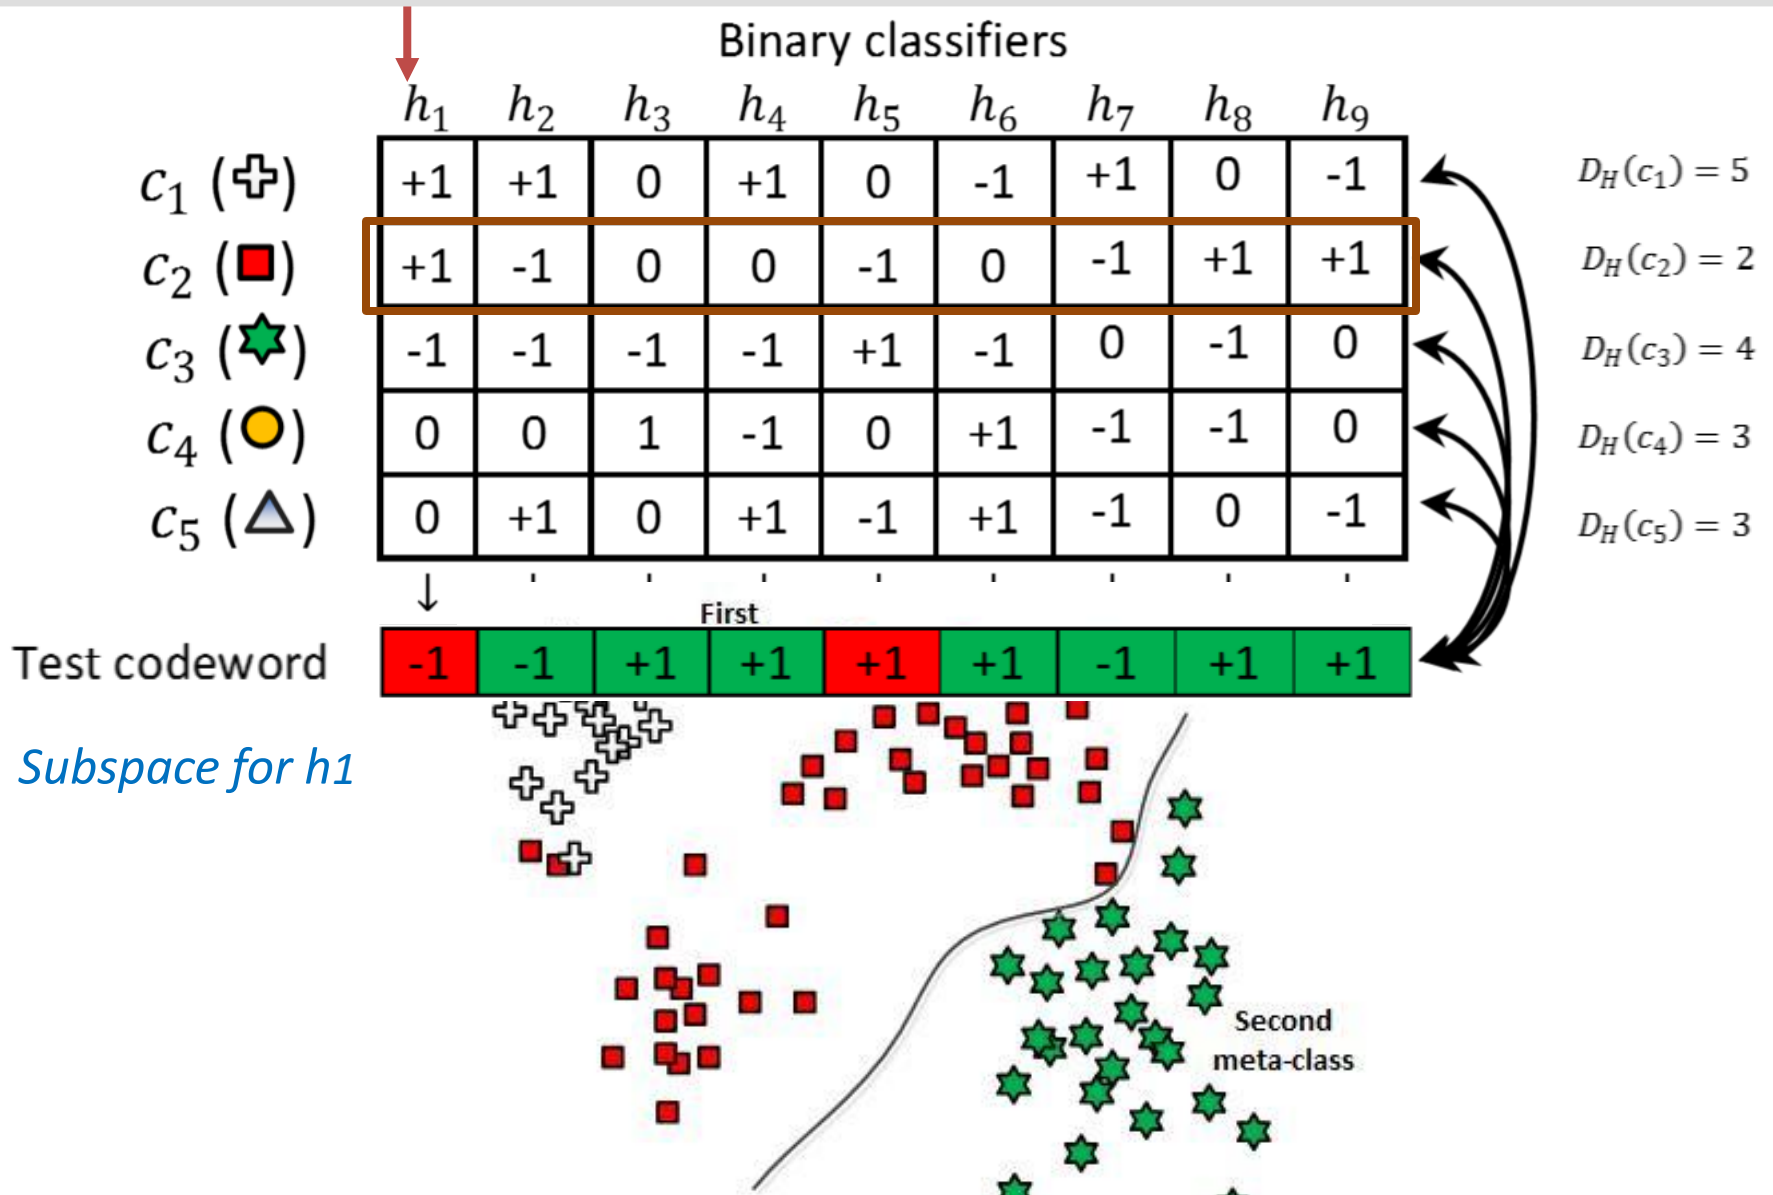 Binary classifiers
h1 h2 h3 h4 h5 h6 h7 h8 h9
c1 ( ) +1 +1 0 +1 0 -1 +1 0 -1 DH(c1) = 5
c2 ( ) +1 -1 0 0 -1 0 -1 +1 +1 DH(c2) = 2
c3 ( ) -1 -1 -1 -1 +1 -1 0 -1 0 DH(c3) = 4
c4 ( ) 0 0 1 -1 0 +1 -1 -1 0 DH(c4) = 3
c5 ( ) 0 +1 0 +1 -1 +1 -1 0 -1 DH(c5) = 3
First
Test codeword -1 -1 +1 +1 +1 +1 -1 +1 +1
Subspace for h1
Second
meta-class